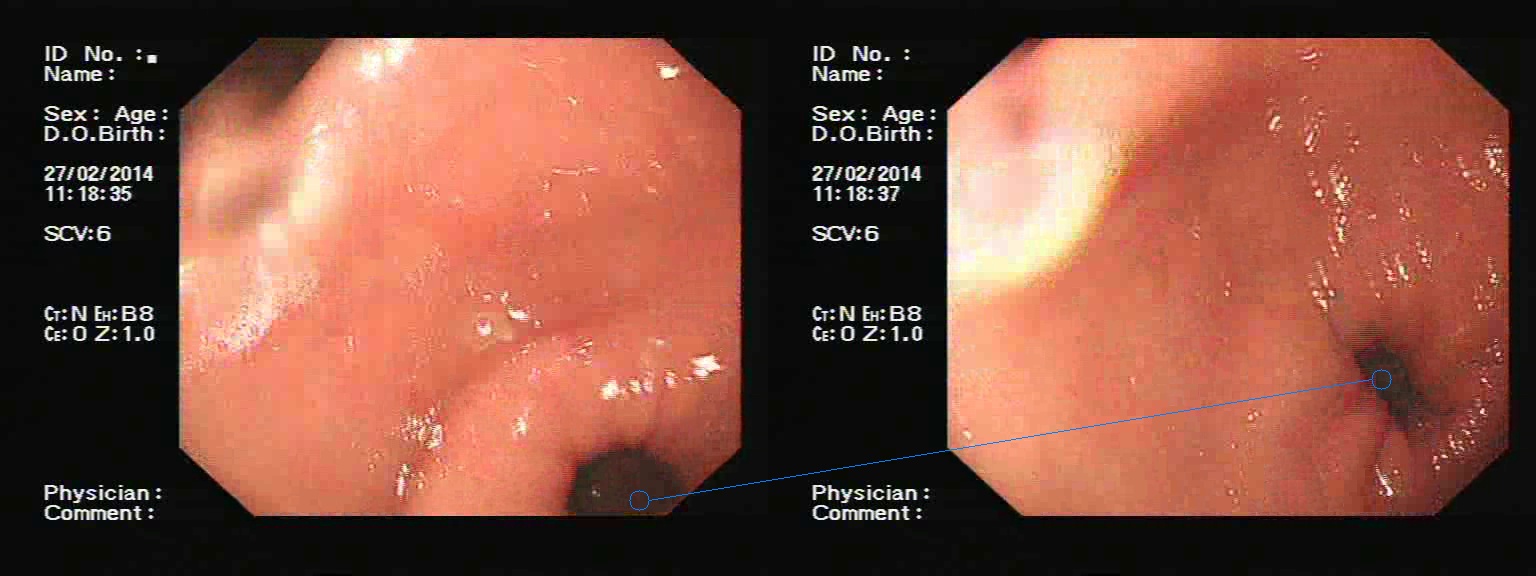 ID No. :
Name:
Sex: Age:
D.O.Birth:
27/02/2014
11:18:35
SCV:6
CT:N EH:B8
CE:0 Z:1.0
Physician:
Comment:
ID No. :
Name:
Sex: Age:
D.O.Birth:
27/02/2014
11:18:37
SCV:6
CT:N EH:B8
CE:0 Z:1.0
Physician:
Comment: